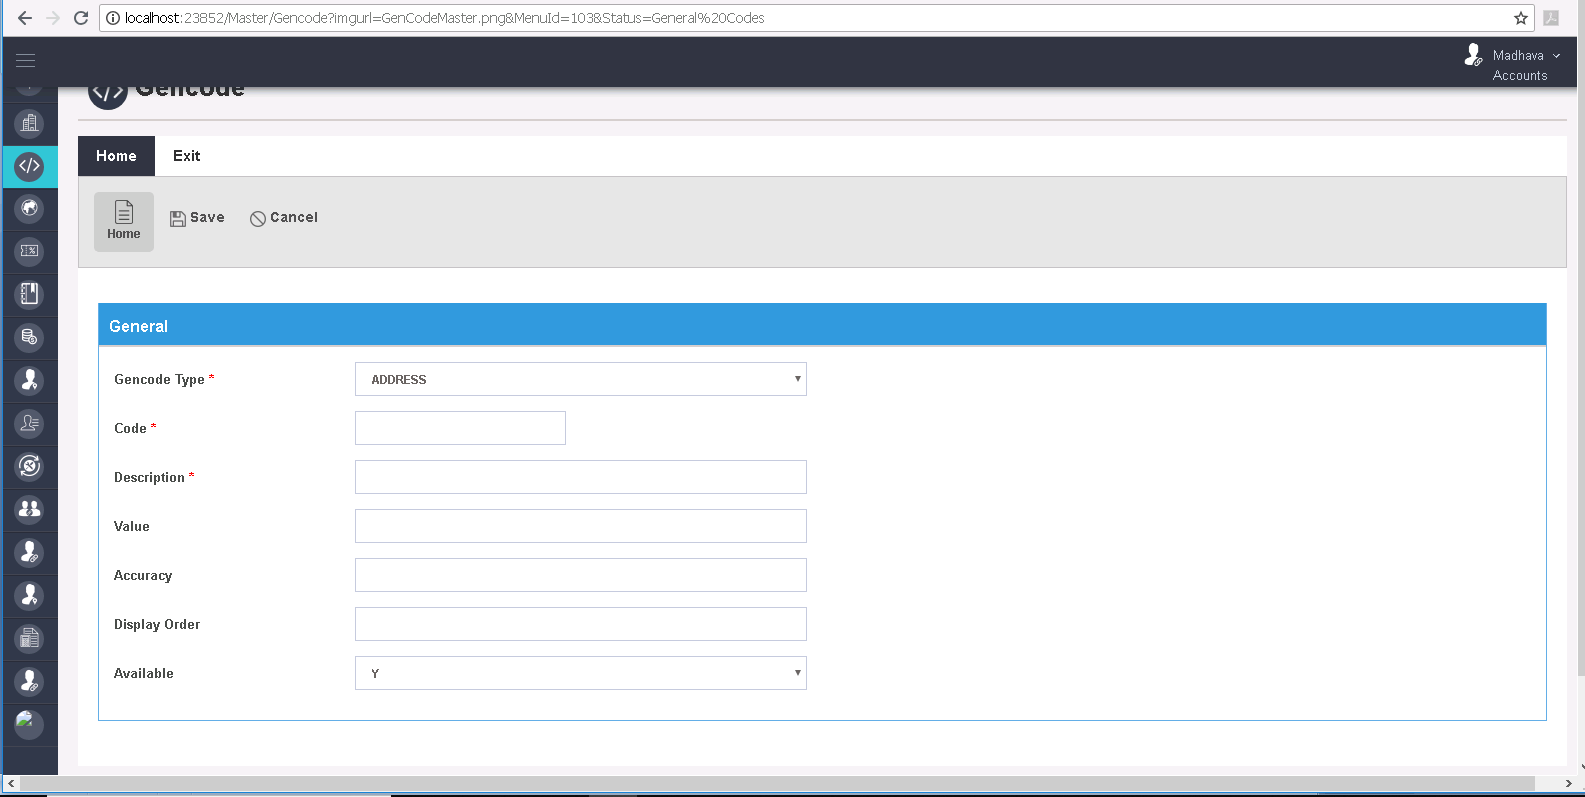 localhost:23852/Master/Gencode?imgurl=GenCodeMaster.png&MenuId=103&Status=General%20Codes
Madhava
Accounts
Gencode
Home Exit
Home Save Cancel
General
Gencode Type * ADDRESS
Code *
Description *
Value
Accuracy
Display Order
Available Y